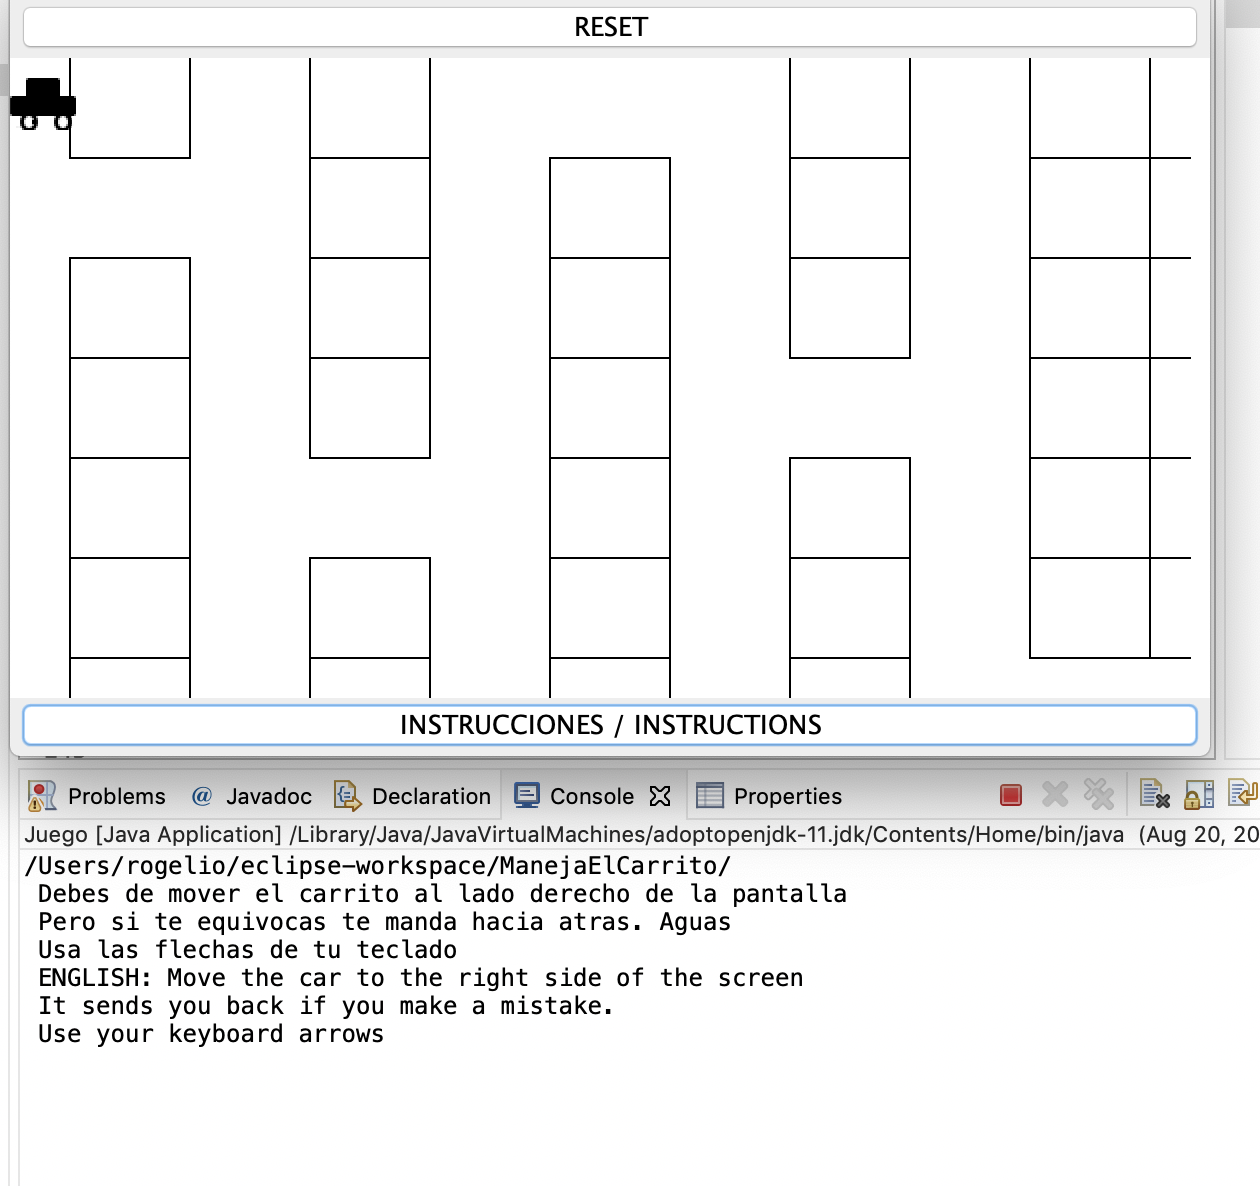 RESET
INSTRUCCIONES / INSTRUCTIONS
Problems @ Javadoc Declaration Console Properties
Juego [Java Application] /Library/Java/JavaVirtualMachines/adoptopenjdk-11.jdk/Contents/Home/bin/java (Aug 20, 20
/Users/rogelio/eclipse-workspace/ManejaElCarrito/
Debes de mover el carrito al lado derecho de la pantalla
Pero si te equivocas te manda hacia atras. Aguas
Usa las flechas de tu teclado
ENGLISH: Move the car to the right side of the screen
It sends you back if you make a mistake.
Use your keyboard arrows